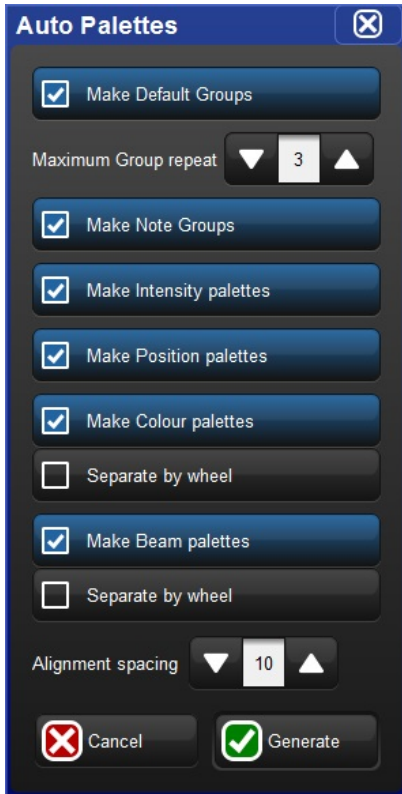 Auto Palettes
Make Default Groups
Maximum Group repeat 3
Make Note Groups
Make Intensity palettes
Make Position palettes
Make Colour palettes
Separate by wheel
Make Beam palettes
Separate by wheel
Alignment spacing 10
Cancel Generate